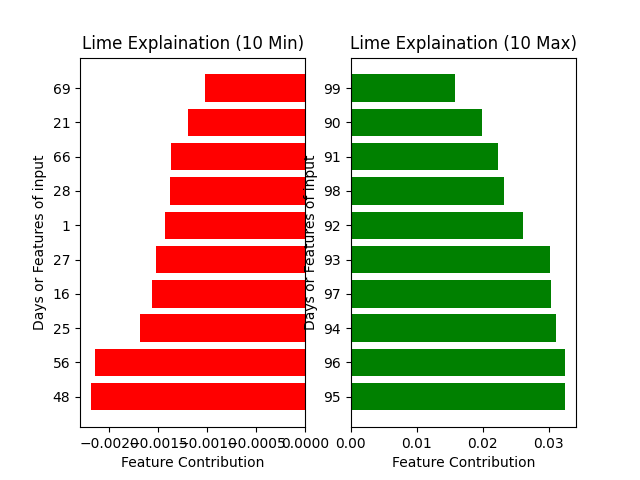 Lime Explaination (10 Min)
Days or Features of input
69
21
66
28
1
27
16
25
56
48
−0.0020 −0.0015 −0.0010 −0.0005 0.0000
Feature Contribution
Lime Explaination (10 Max)
Days or Features of input
99
90
91
98
92
93
97
94
96
95
0.00 0.01 0.02 0.03
Feature Contribution